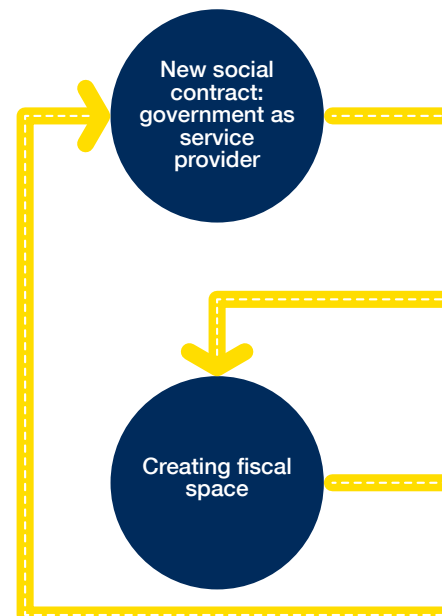 New social
contract:
government as
service
provider
Creating fiscal
space